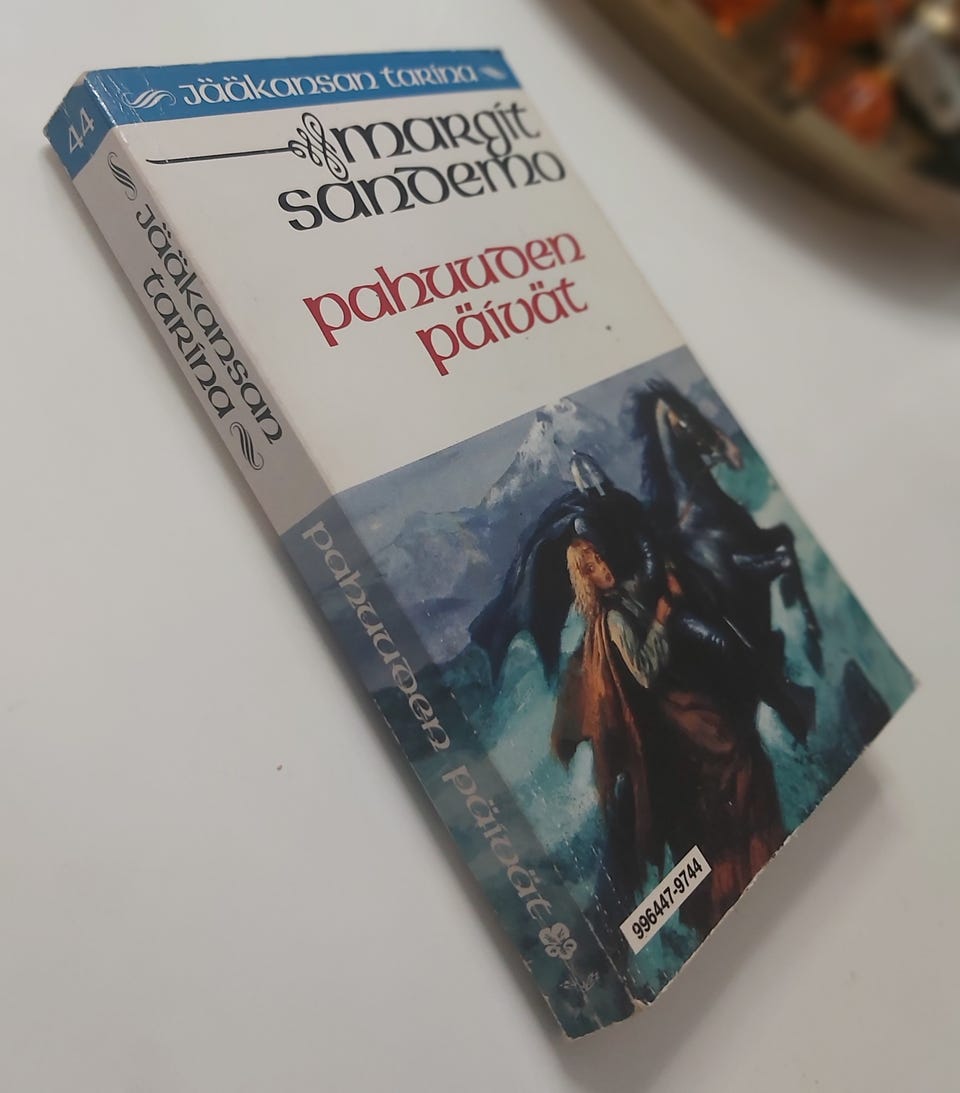 Jääkansan tarina
margit
sandemo
pahuuden
päivät
996447-9744
44
Jääkansan
tarina
pahuuden päivät